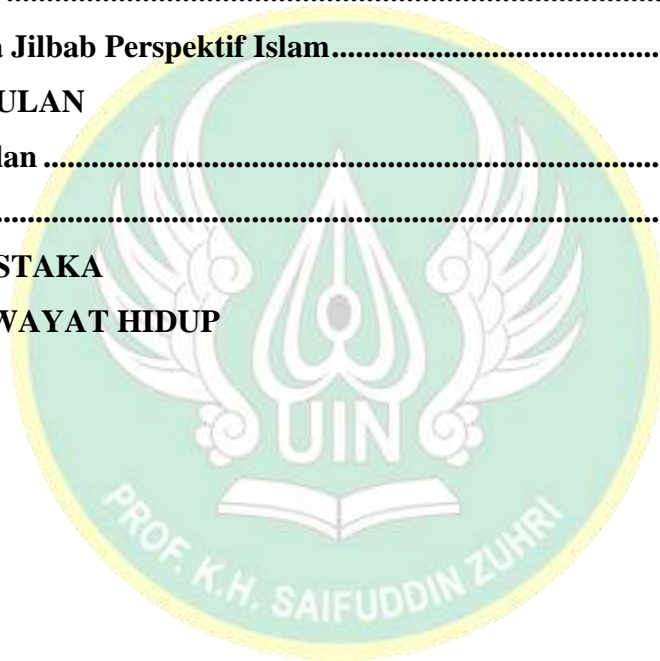 a Jilbab Perspektif Islam....................................................
ULAN
lan ................................................................................
.....................................................................................
STAKA
WAYAT HIDUP
UIN
PROF. K.H. SAIFUDDIN ZUHRI